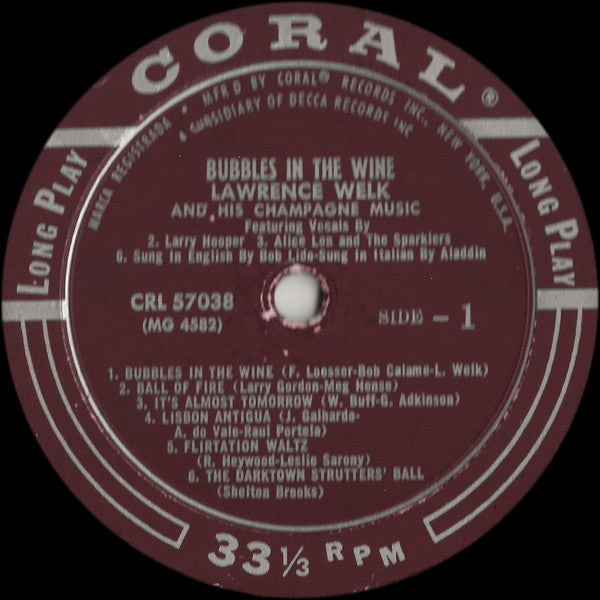 CORAL®
MARCA REGISTRADA • MFR'D BY CORAL® RECORDS INC., NEW YORK, U.S.A.
A SUBSIDIARY OF DECCA RECORDS INC
LONG PLAY
LONG PLAY
BUBBLES IN THE WINE
LAWRENCE WELK
AND HIS CHAMPAGNE MUSIC
Featuring Vocals By
2. Larry Hooper 3. Alice Lon and The Sparklers
6. Sung In English By Bob Lido-Sung In Italian By Aladdin
CRL 57038
(MG 4582)
SIDE - 1
1. BUBBLES IN THE WINE (F. Loesser-Bob Calame-L. Welk)
2. BALL OF FIRE (Larry Gordon-Meg Hense)
3. IT'S ALMOST TOMORROW (W. Buff-G. Adkinson)
4. LISBON ANTIGUA (J. Galhardo-
A. do Vale-Raul Portela)
5. FLIRTATION WALTZ
(R. Heywood-Leslie Sarony)
6. THE DARKTOWN STRUTTERS' BALL
(Shelton Brooks)
33 1/3 RPM